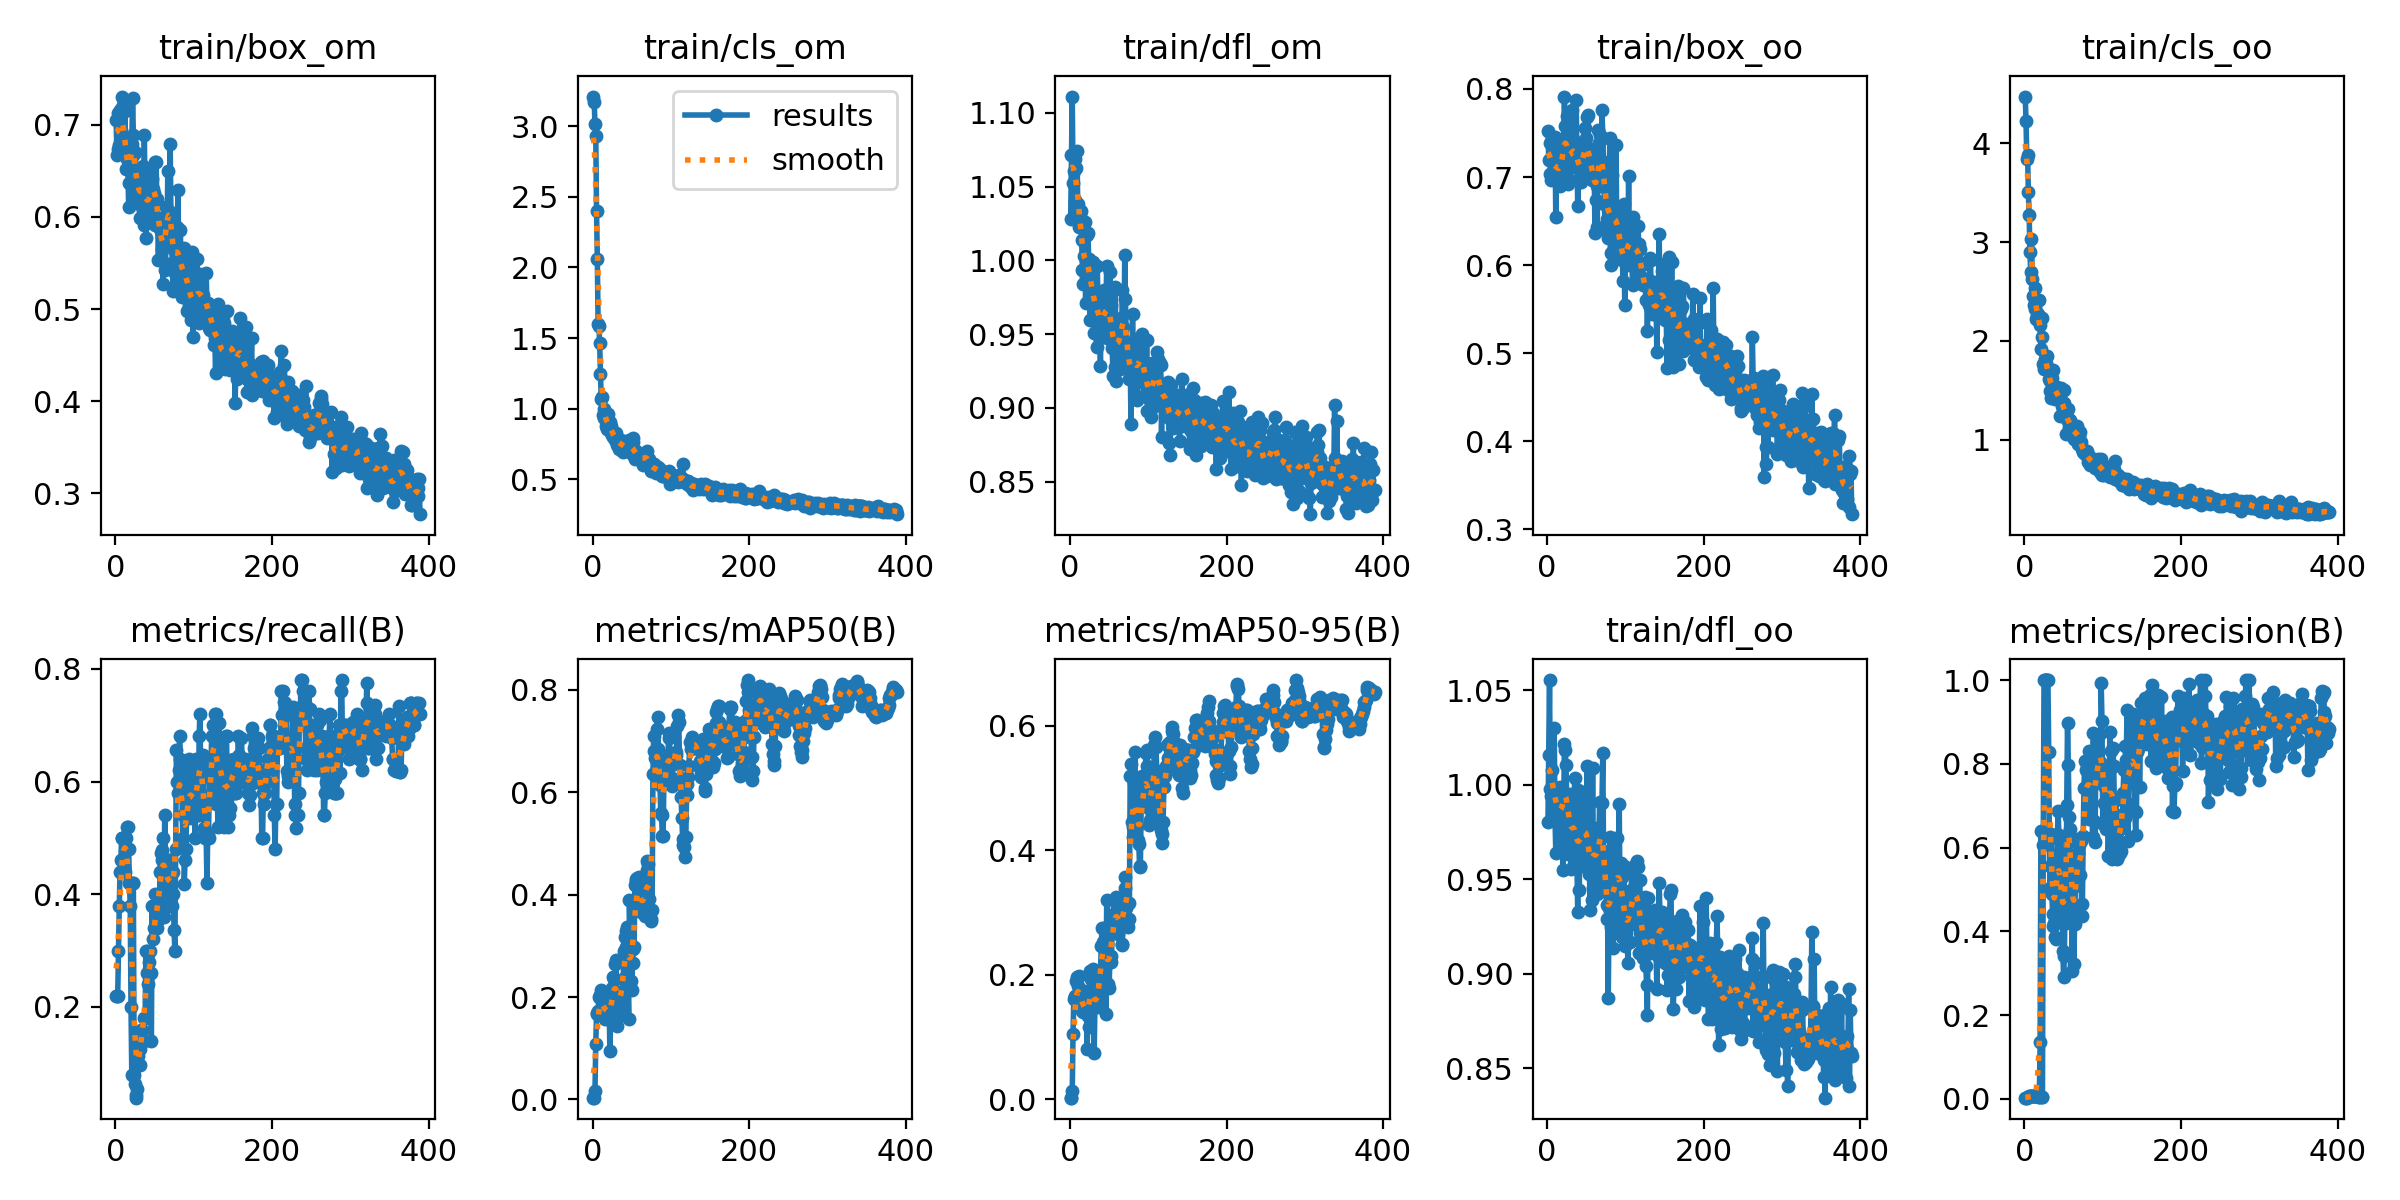 train/box_om
0.7
0.6
0.5
0.4
0.3
0 200 400
train/cls_om
results
smooth
3.0
2.5
2.0
1.5
1.0
0.5
0 200 400
train/dfl_om
1.10
1.05
1.00
0.95
0.90
0.85
0 200 400
train/box_oo
0.8
0.7
0.6
0.5
0.4
0.3
0 200 400
train/cls_oo
4
3
2
1
0 200 400
metrics/recall(B)
0.8
0.6
0.4
0.2
0 200 400
metrics/mAP50(B)
0.8
0.6
0.4
0.2
0.0
0 200 400
metrics/mAP50-95(B)
0.6
0.4
0.2
0.0
0 200 400
train/dfl_oo
1.05
1.00
0.95
0.90
0.85
0 200 400
metrics/precision(B)
1.0
0.8
0.6
0.4
0.2
0.0
0 200 400